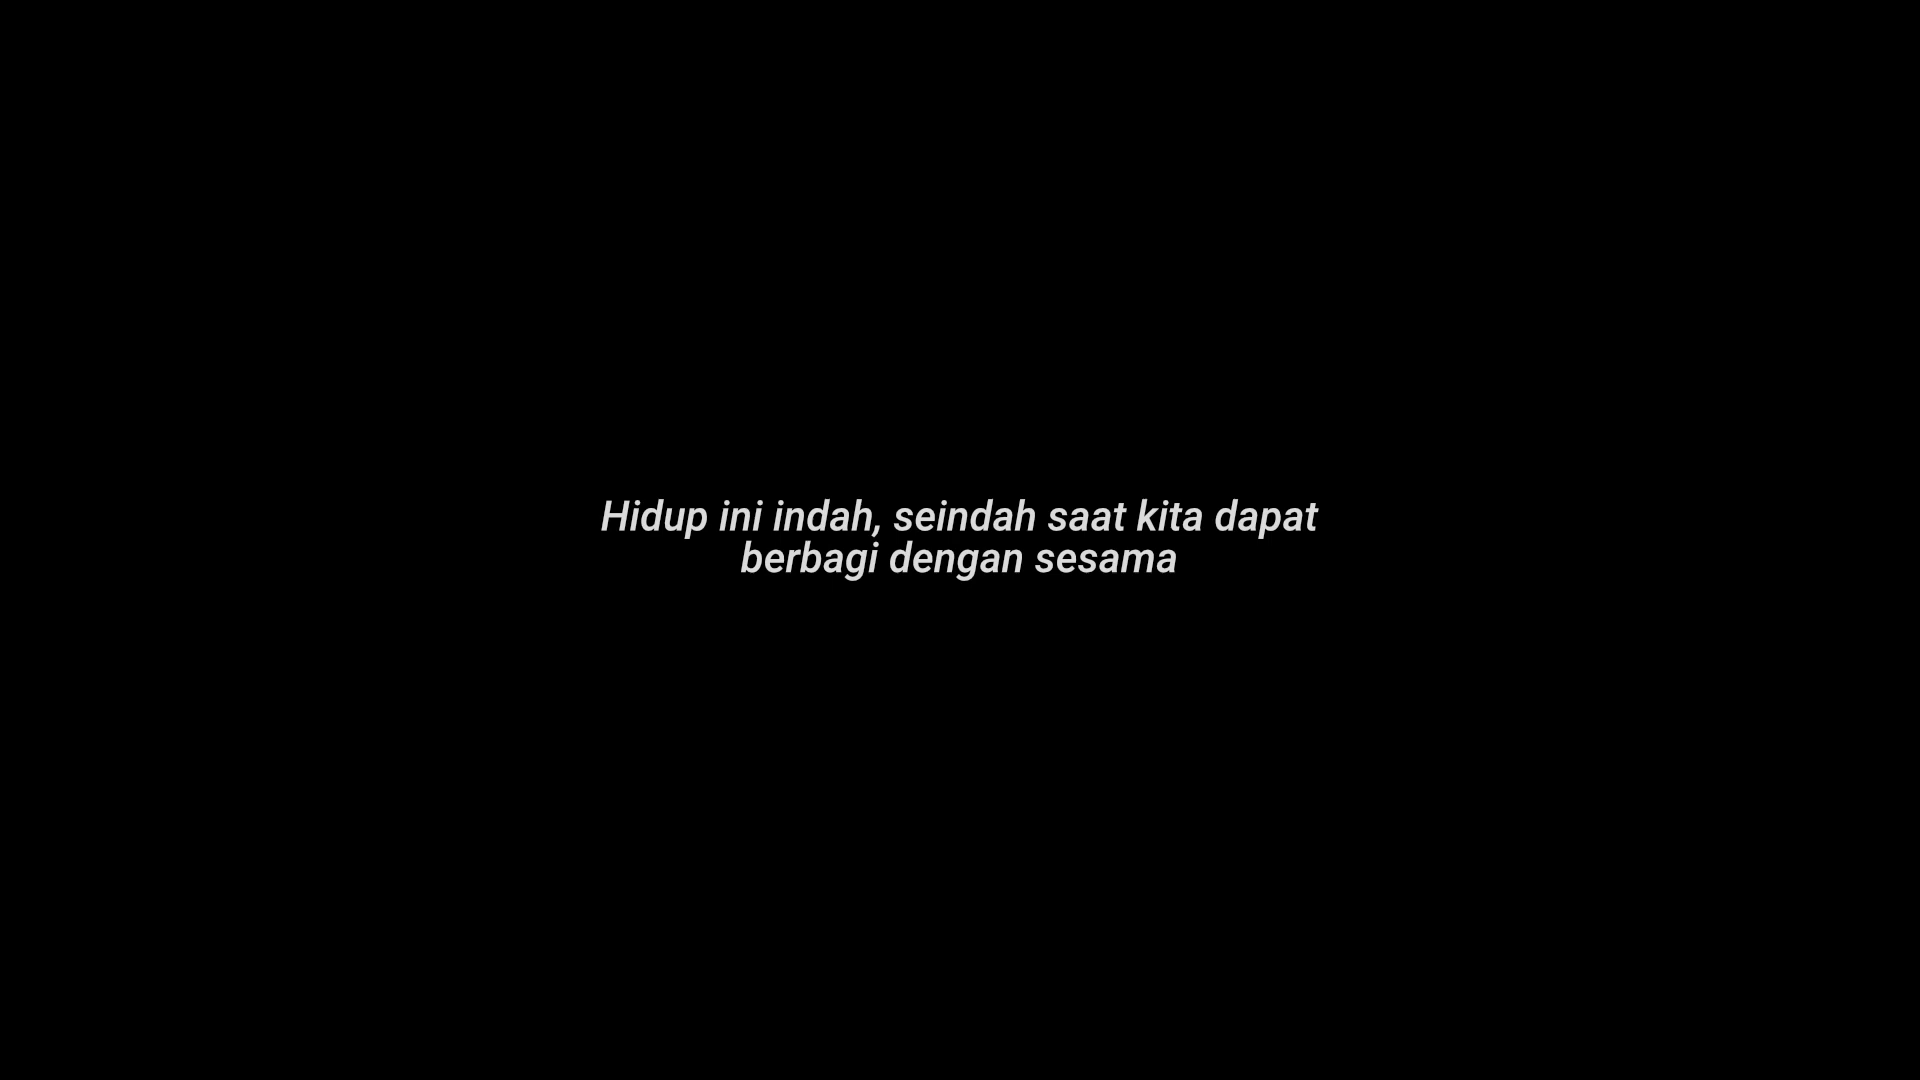 Hidup ini indah, seindah saat kita dapat
berbagi dengan sesama